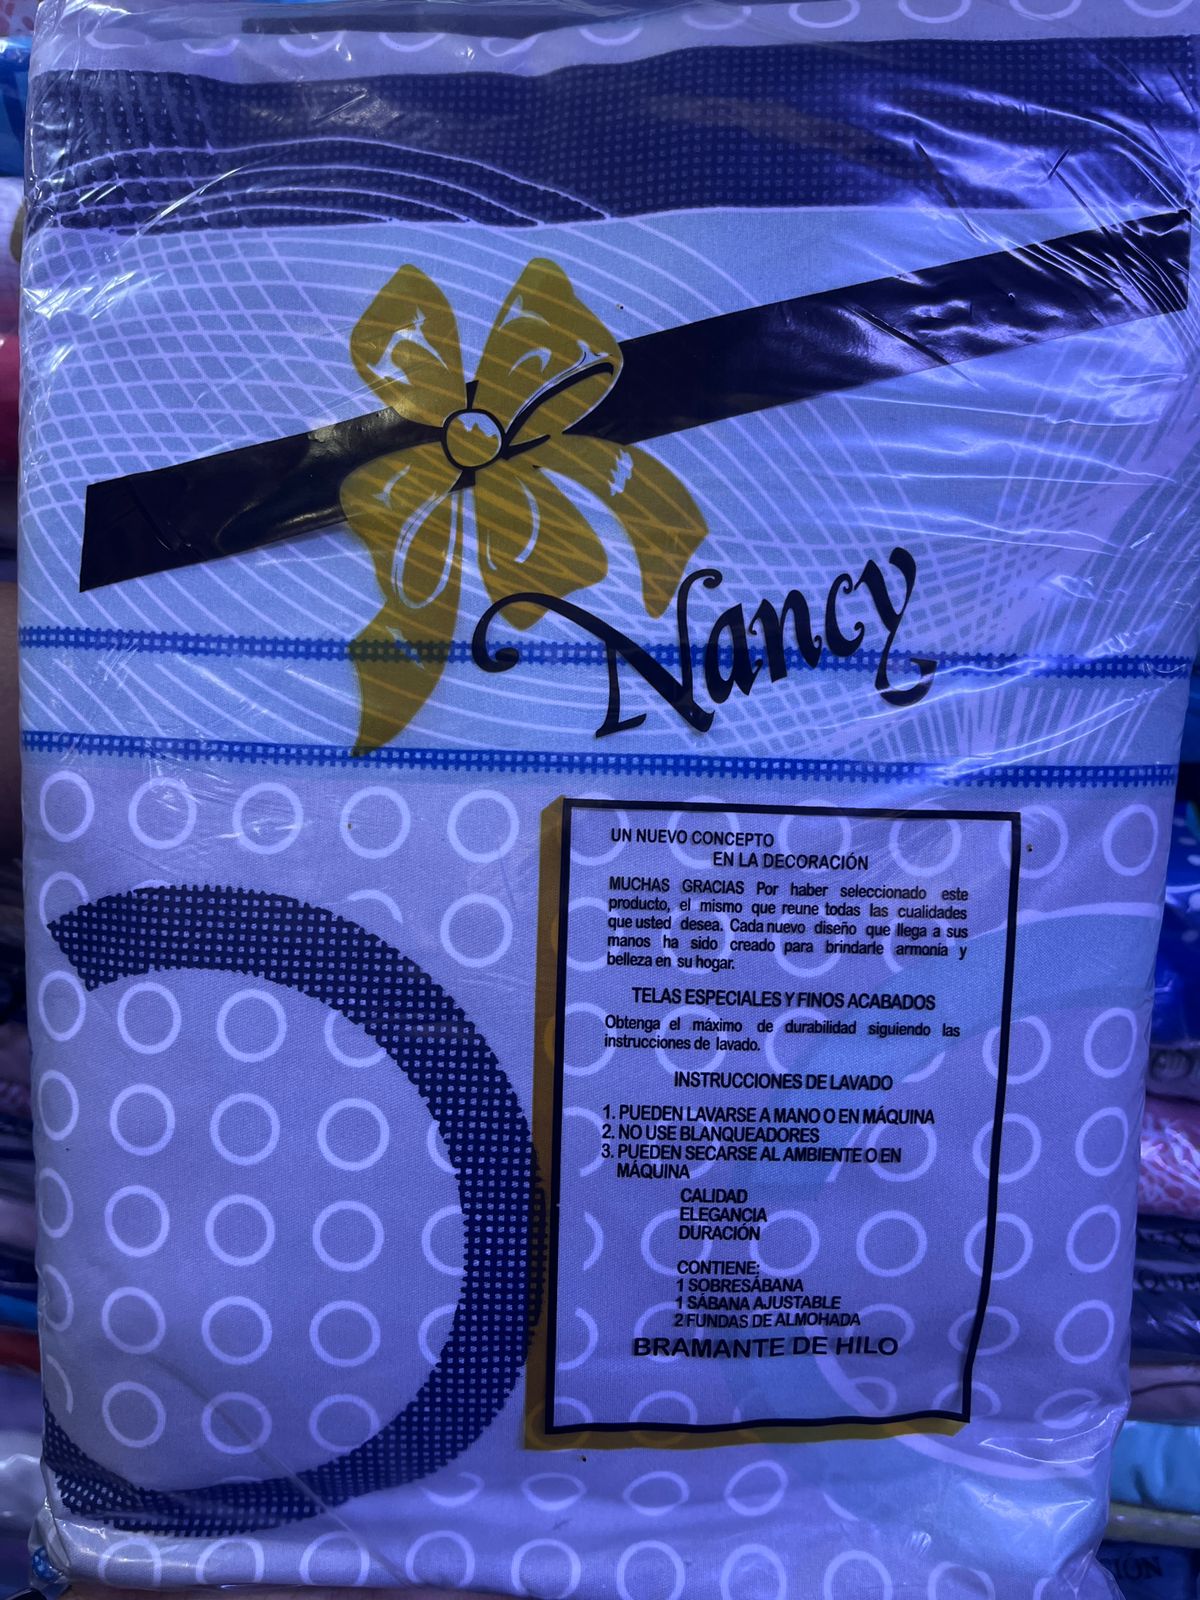 Nancy
UN NUEVO CONCEPTO
EN LA DECORACIÓN
MUCHAS GRACIAS Por haber seleccionado este
producto, el mismo que reune todas las cualidades
que usted desea. Cada nuevo diseño que llega a sus
manos ha sido creado para brindarle armonía y
belleza en su hogar.
TELAS ESPECIALES Y FINOS ACABADOS
Obtenga el máximo de durabilidad siguiendo las
instrucciones de lavado.
INSTRUCCIONES DE LAVADO
1. PUEDEN LAVARSE A MANO O EN MÁQUINA
2. NO USE BLANQUEADORES
3. PUEDEN SECARSE AL AMBIENTE O EN
MÁQUINA
CALIDAD
ELEGANCIA
DURACIÓN
CONTIENE:
1 SOBRESÁBANA
1 SÁBANA AJUSTABLE
2 FUNDAS DE ALMOHADA
BRAMANTE DE HILO